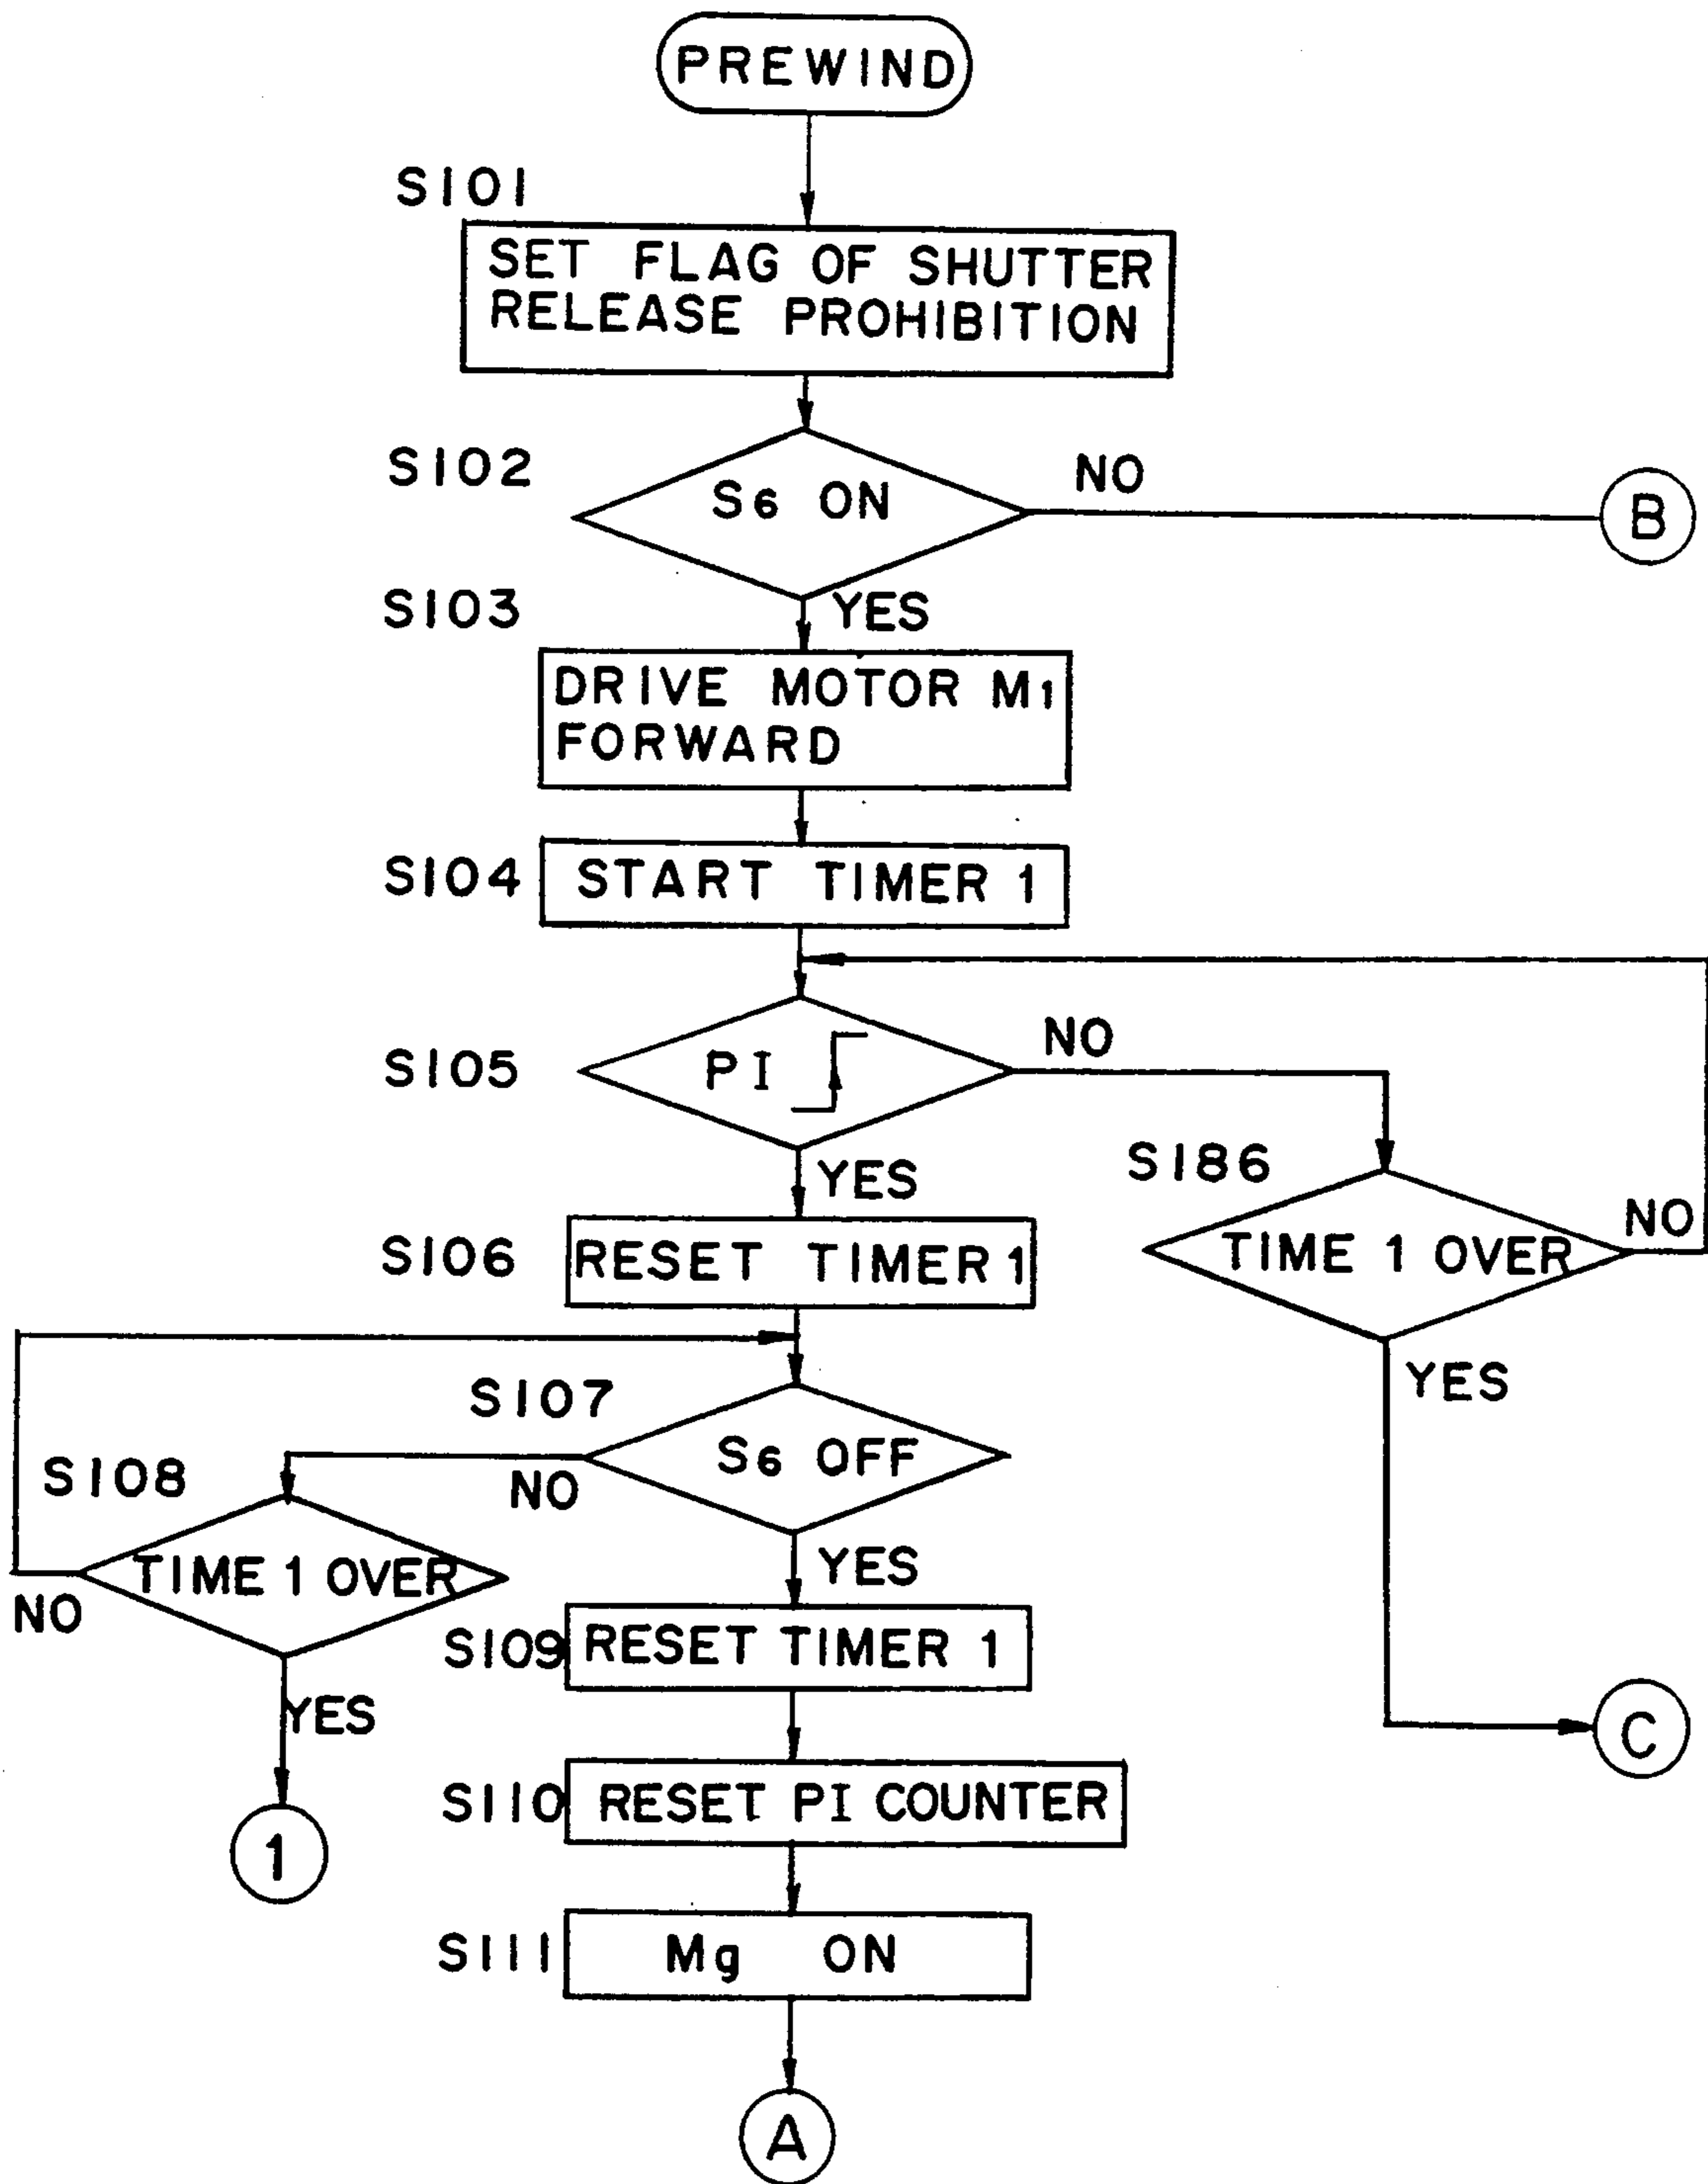 PREWIND
S101
SET FLAG OF SHUTTER
RELEASE PROHIBITION
S102
S6 ON
NO
B
S103
YES
DRIVE MOTOR M1
FORWARD
S104
START TIMER 1
S105
PI
NO
YES
S186
TIME 1 OVER
NO
YES
C
S106
RESET TIMER 1
S107
S6 OFF
NO
S108
TIME 1 OVER
NO
YES
1
YES
S109
RESET TIMER 1
S110
RESET PI COUNTER
S111
Mg ON
A